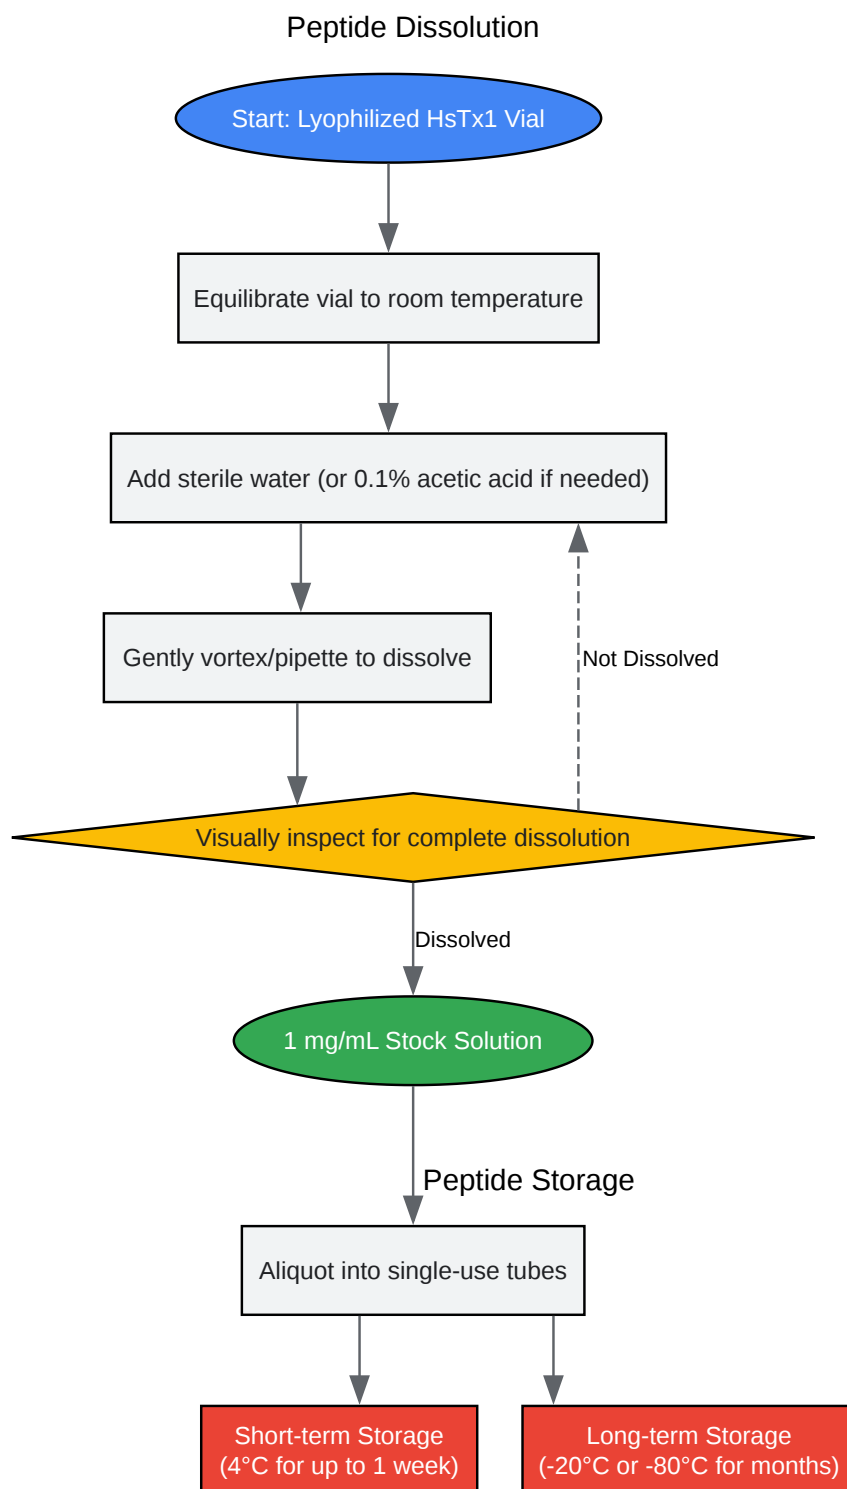 Peptide Dissolution
Start: Lyophilized HsTx1 Vial
Equilibrate vial to room temperature
Add sterile water (or 0.1% acetic acid if needed)
Gently vortex/pipette to dissolve
Not Dissolved
Visually inspect for complete dissolution
Dissolved
1 mg/mL Stock Solution
Peptide Storage
Aliquot into single-use tubes
Short-term Storage
(4°C for up to 1 week)
Long-term Storage
(-20°C or -80°C for months)